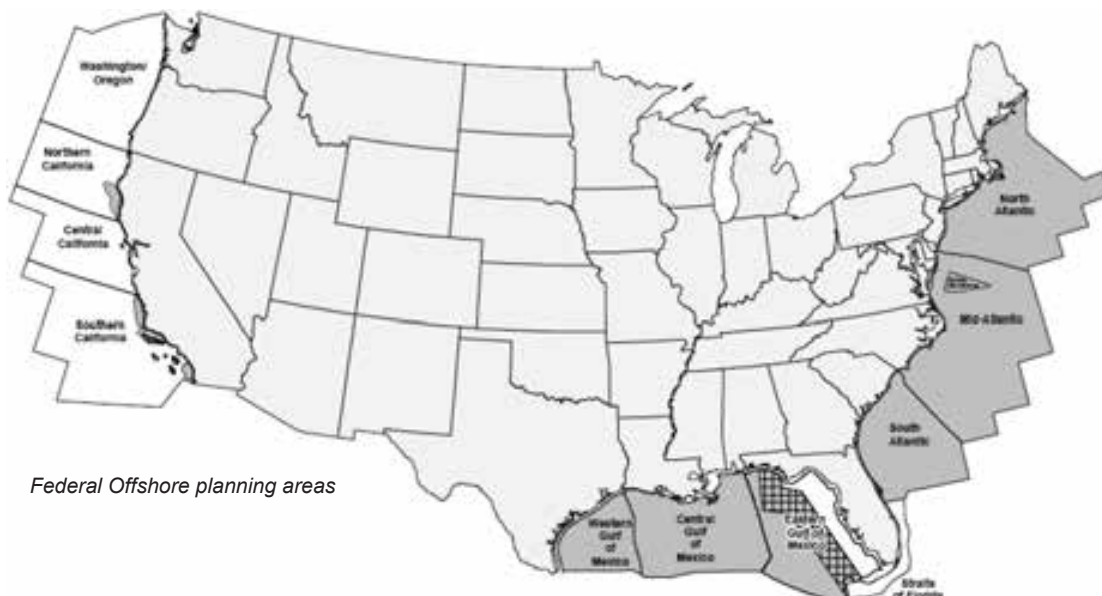 Washington/
Oregon
Northern
California
Central
California
Southern
California
North
Atlantic
Mid-Atlantic
South
Atlantic
Federal Offshore planning areas
Western
Gulf
of
Mexico
Central
Gulf
of
Mexico
Eastern
Gulf of
Mexico
Straits
of Florida